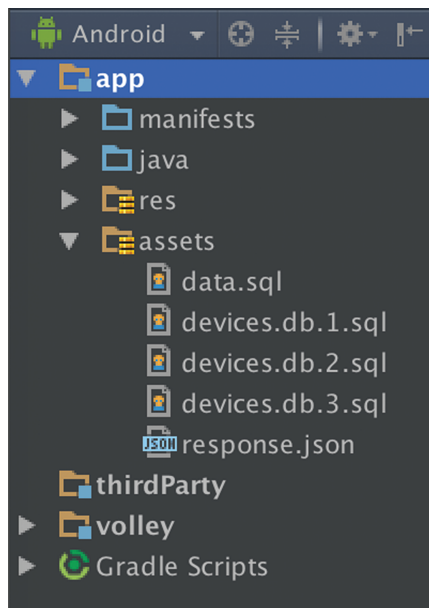 Android
app
manifests
java
res
assets
data.sql
devices.db.1.sql
devices.db.2.sql
devices.db.3.sql
JSON response.json
thirdParty
volley
Gradle Scripts